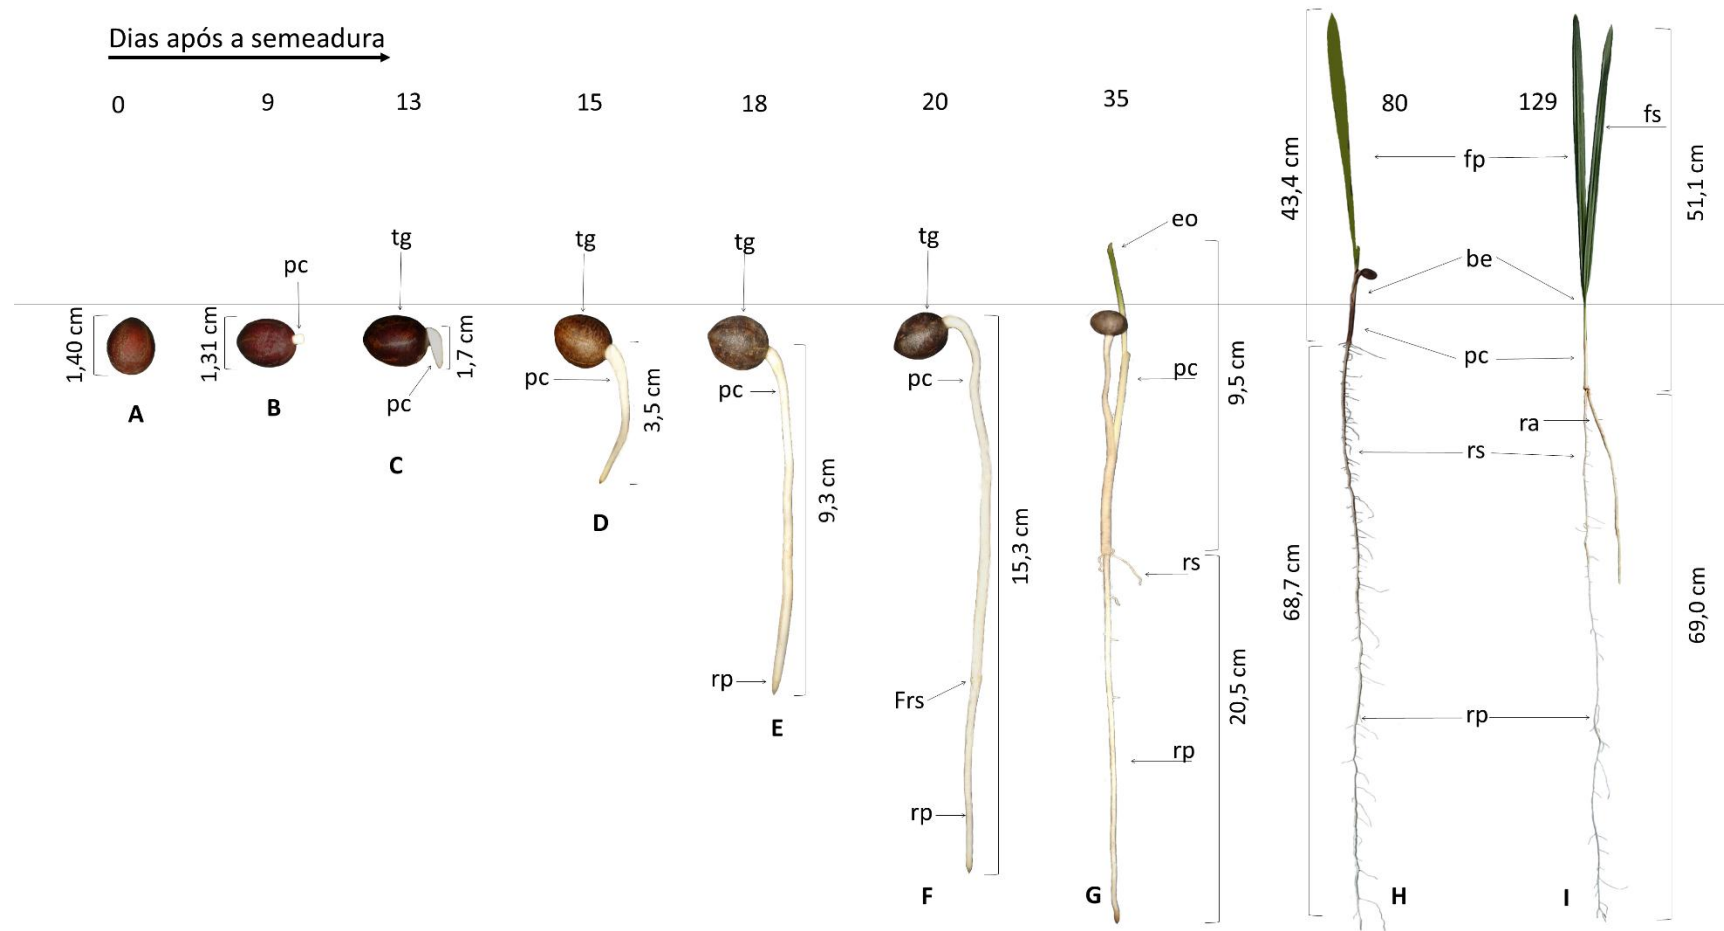 Dias após a semeadura
0
9
13
15
18
20
35
80
129
1,40 cm
A
1,31 cm
pc
B
tg
pc
1,7 cm
C
tg
pc
3,5 cm
D
tg
pc
rp
9,3 cm
E
tg
pc
Frs
rp
15,3 cm
F
eo
pc
9,5 cm
rs
rp
20,5 cm
G
43,4 cm
68,7 cm
H
fp
be
pc
ra
rs
rp
fs
51,1 cm
69,0 cm
I